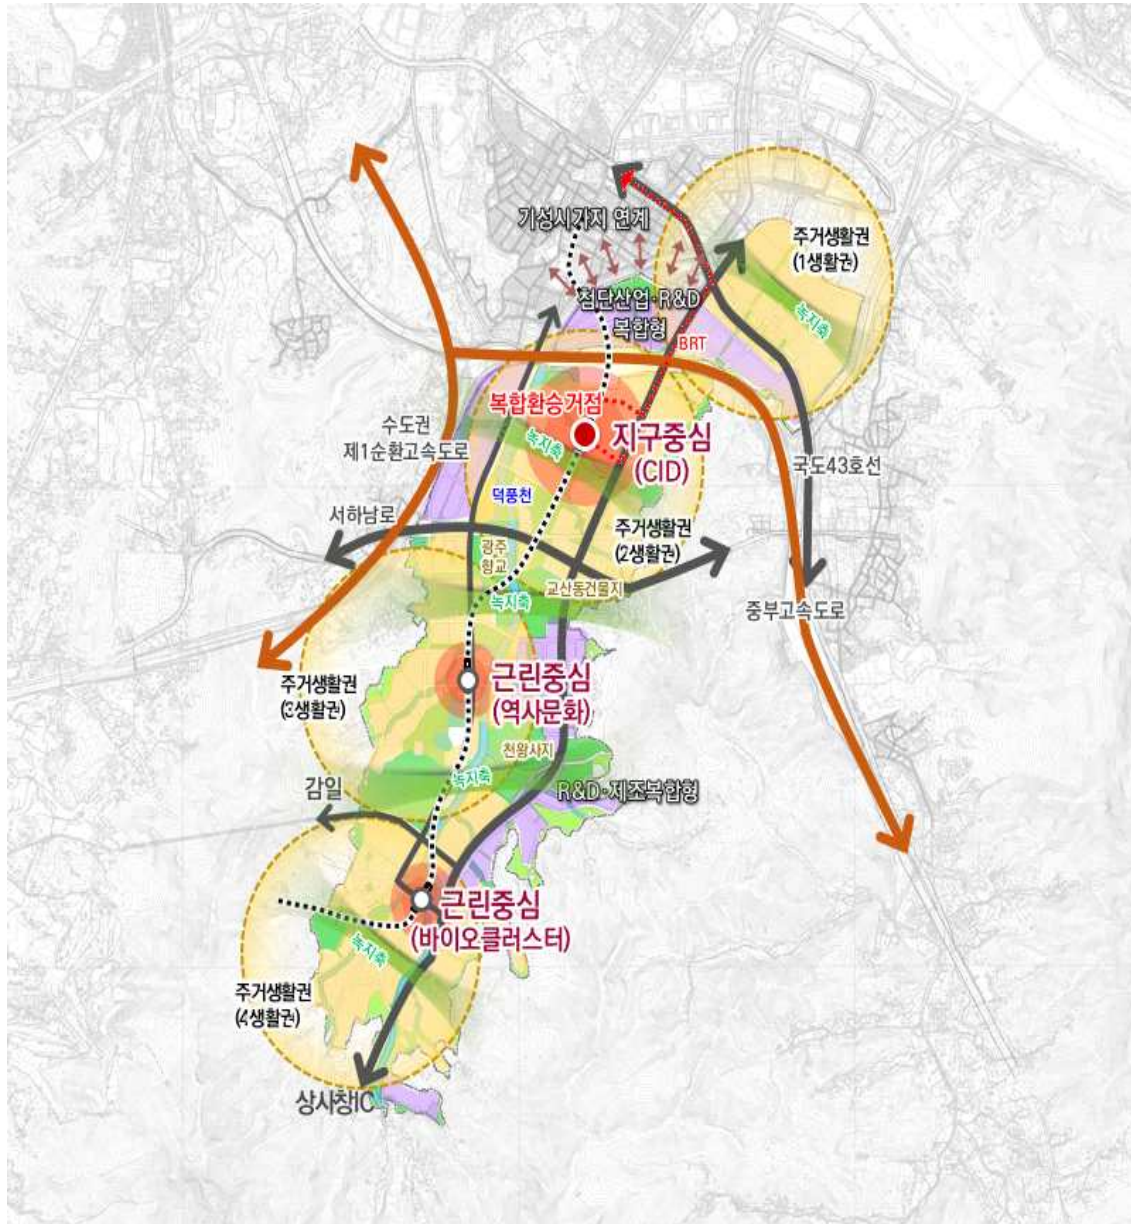 기성시가지 연계
주거생활권
(1생활권)
녹지축
첨단산업·R&D
복합형
BRT
복합환승거점
지구중심
(CID)
녹지축
수도권
제1순환고속도로
국도43호선
덕풍천
서하남로
주거생활권
(2생활권)
광주
향교
교산동건물지
녹지축
중부고속도로
근린중심
(역사문화)
주거생활권
(3생활권)
천왕사지
녹지축
감일
R&D·제조복합형
근린중심
(바이오클러스터)
녹지축
주거생활권
(4생활권)
상사창IC